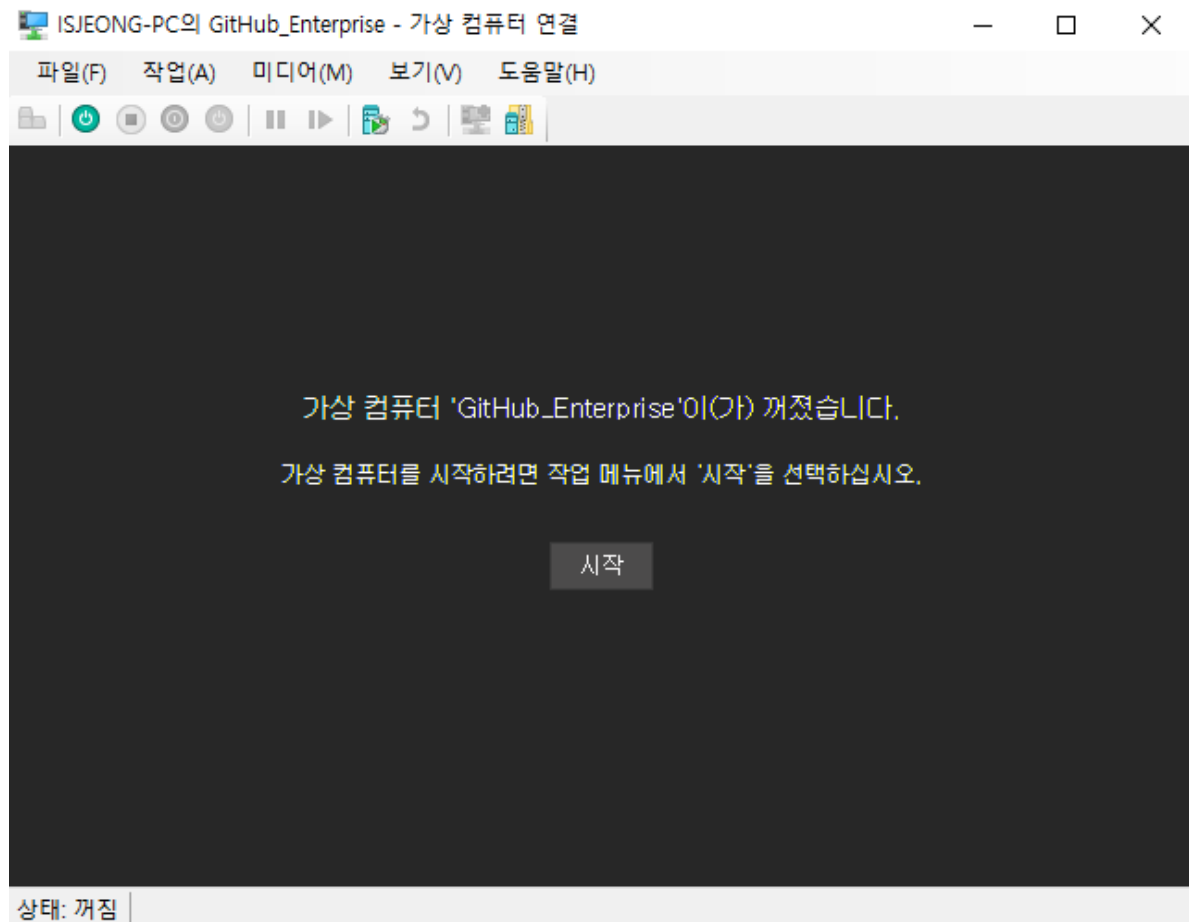 ISJEONG-PC의 GitHub_Enterprise - 가상 컴퓨터 연결
파일(F) 작업(A) 미디어(M) 보기(V) 도움말(H)
가상 컴퓨터 'GitHub_Enterprise'이(가) 꺼졌습니다.
가상 컴퓨터를 시작하려면 작업 메뉴에서 '시작'을 선택하십시오.
시작
상태: 꺼짐